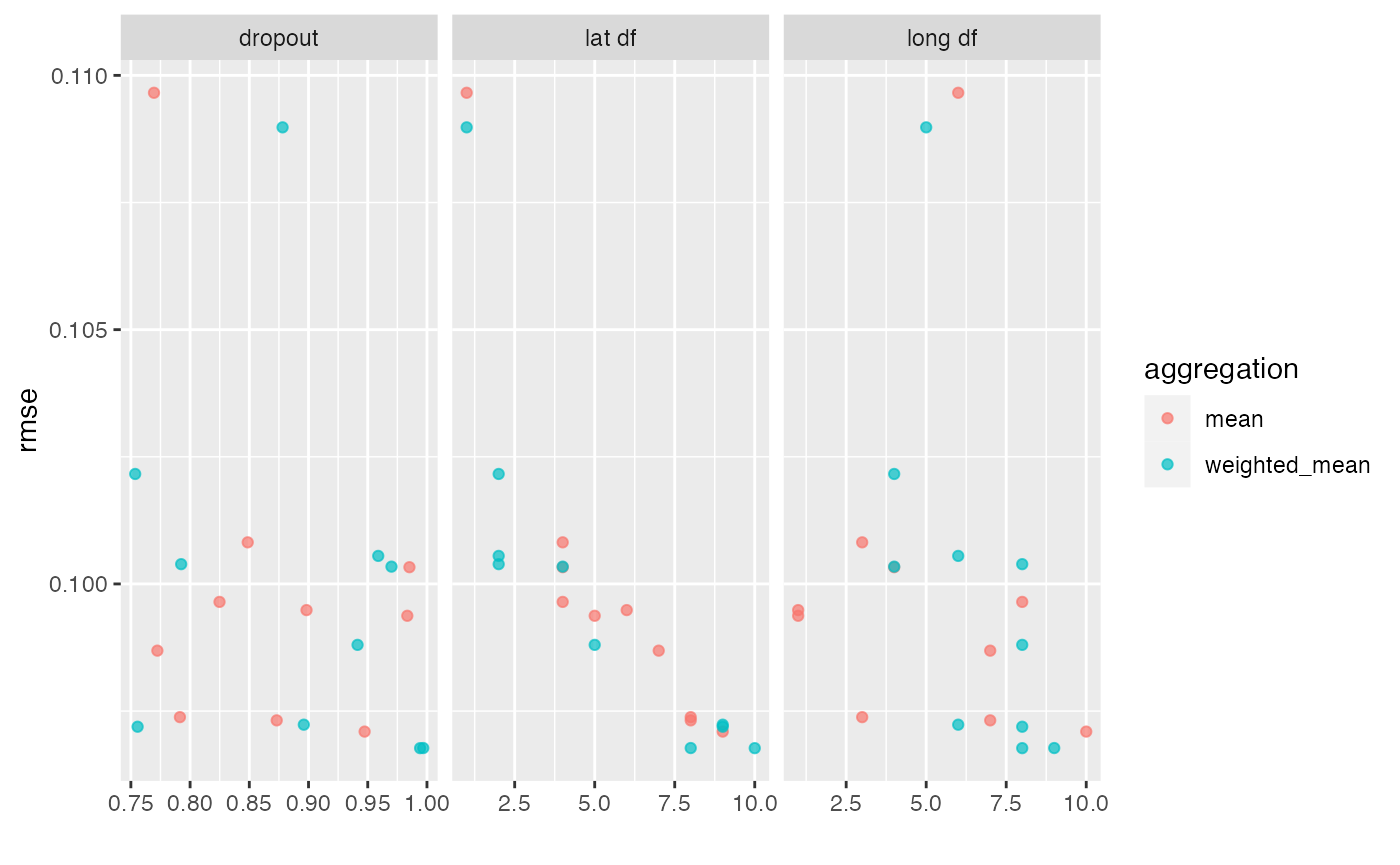 dropout lat df long df
0.110
0.105
0.100
rmse
0.75 0.80 0.85 0.90 0.95 1.00 2.5 5.0 7.5 10.0 2.5 5.0 7.5 10.0
aggregation
mean
weighted_mean